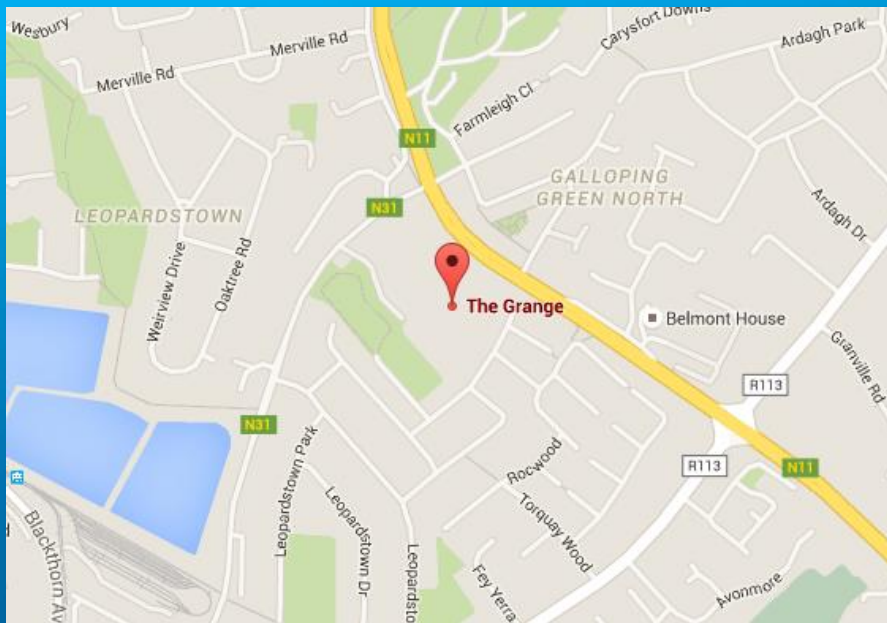 Wesbury
Merville Rd
Merville Rd
Carysfort Downs
Ardagh Park
Farmleigh Cl
N11
GALLOPING
GREEN NORTH
N31
LEOPARDSTOWN
Ardagh Dr
Weirview Drive
Oaktree Rd
The Grange
Belmont House
Granville Rd
R113
N31
Leopardstown Park
Rocwood
R113
N11
Leopardstown Dr
Torquay Wood
Blackthorn Av
Leopardsto
Fey Yerra
Avonmore